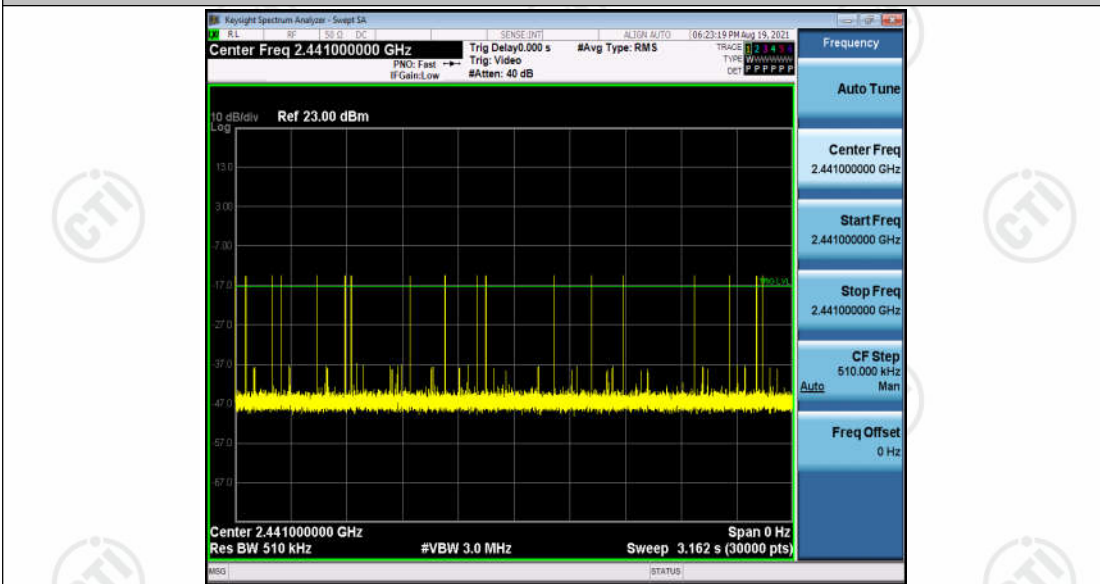 Keysight Spectrum Analyzer - Swept SA
RL RF 50 Ω DC SENSE:INT ALIGN AUTO 06:23:19 PM Aug 19, 2021
Center Freq 2.441000000 GHz
PNO: Fast
IFGain:Low
Trig Delay0.000 s
Trig: Video
#Atten: 40 dB
#Avg Type: RMS
TRACE 1 2 3 4 5 6
TYPE WWWWWW
DET P P P P P P
10 dB/div Ref 23.00 dBm
Log
13.0
3.00
-7.00
-17.0
-27.0
-37.0
-47.0
-57.0
-67.0
Center 2.441000000 GHz Span 0 Hz
Res BW 510 kHz #VBW 3.0 MHz Sweep 3.162 s (30000 pts)
MSG STATUS
Frequency
Auto Tune
Center Freq
2.441000000 GHz
Start Freq
2.441000000 GHz
Stop Freq
2.441000000 GHz
CF Step
510.000 kHz
Auto Man
Freq Offset
0 Hz
CTI
CTI